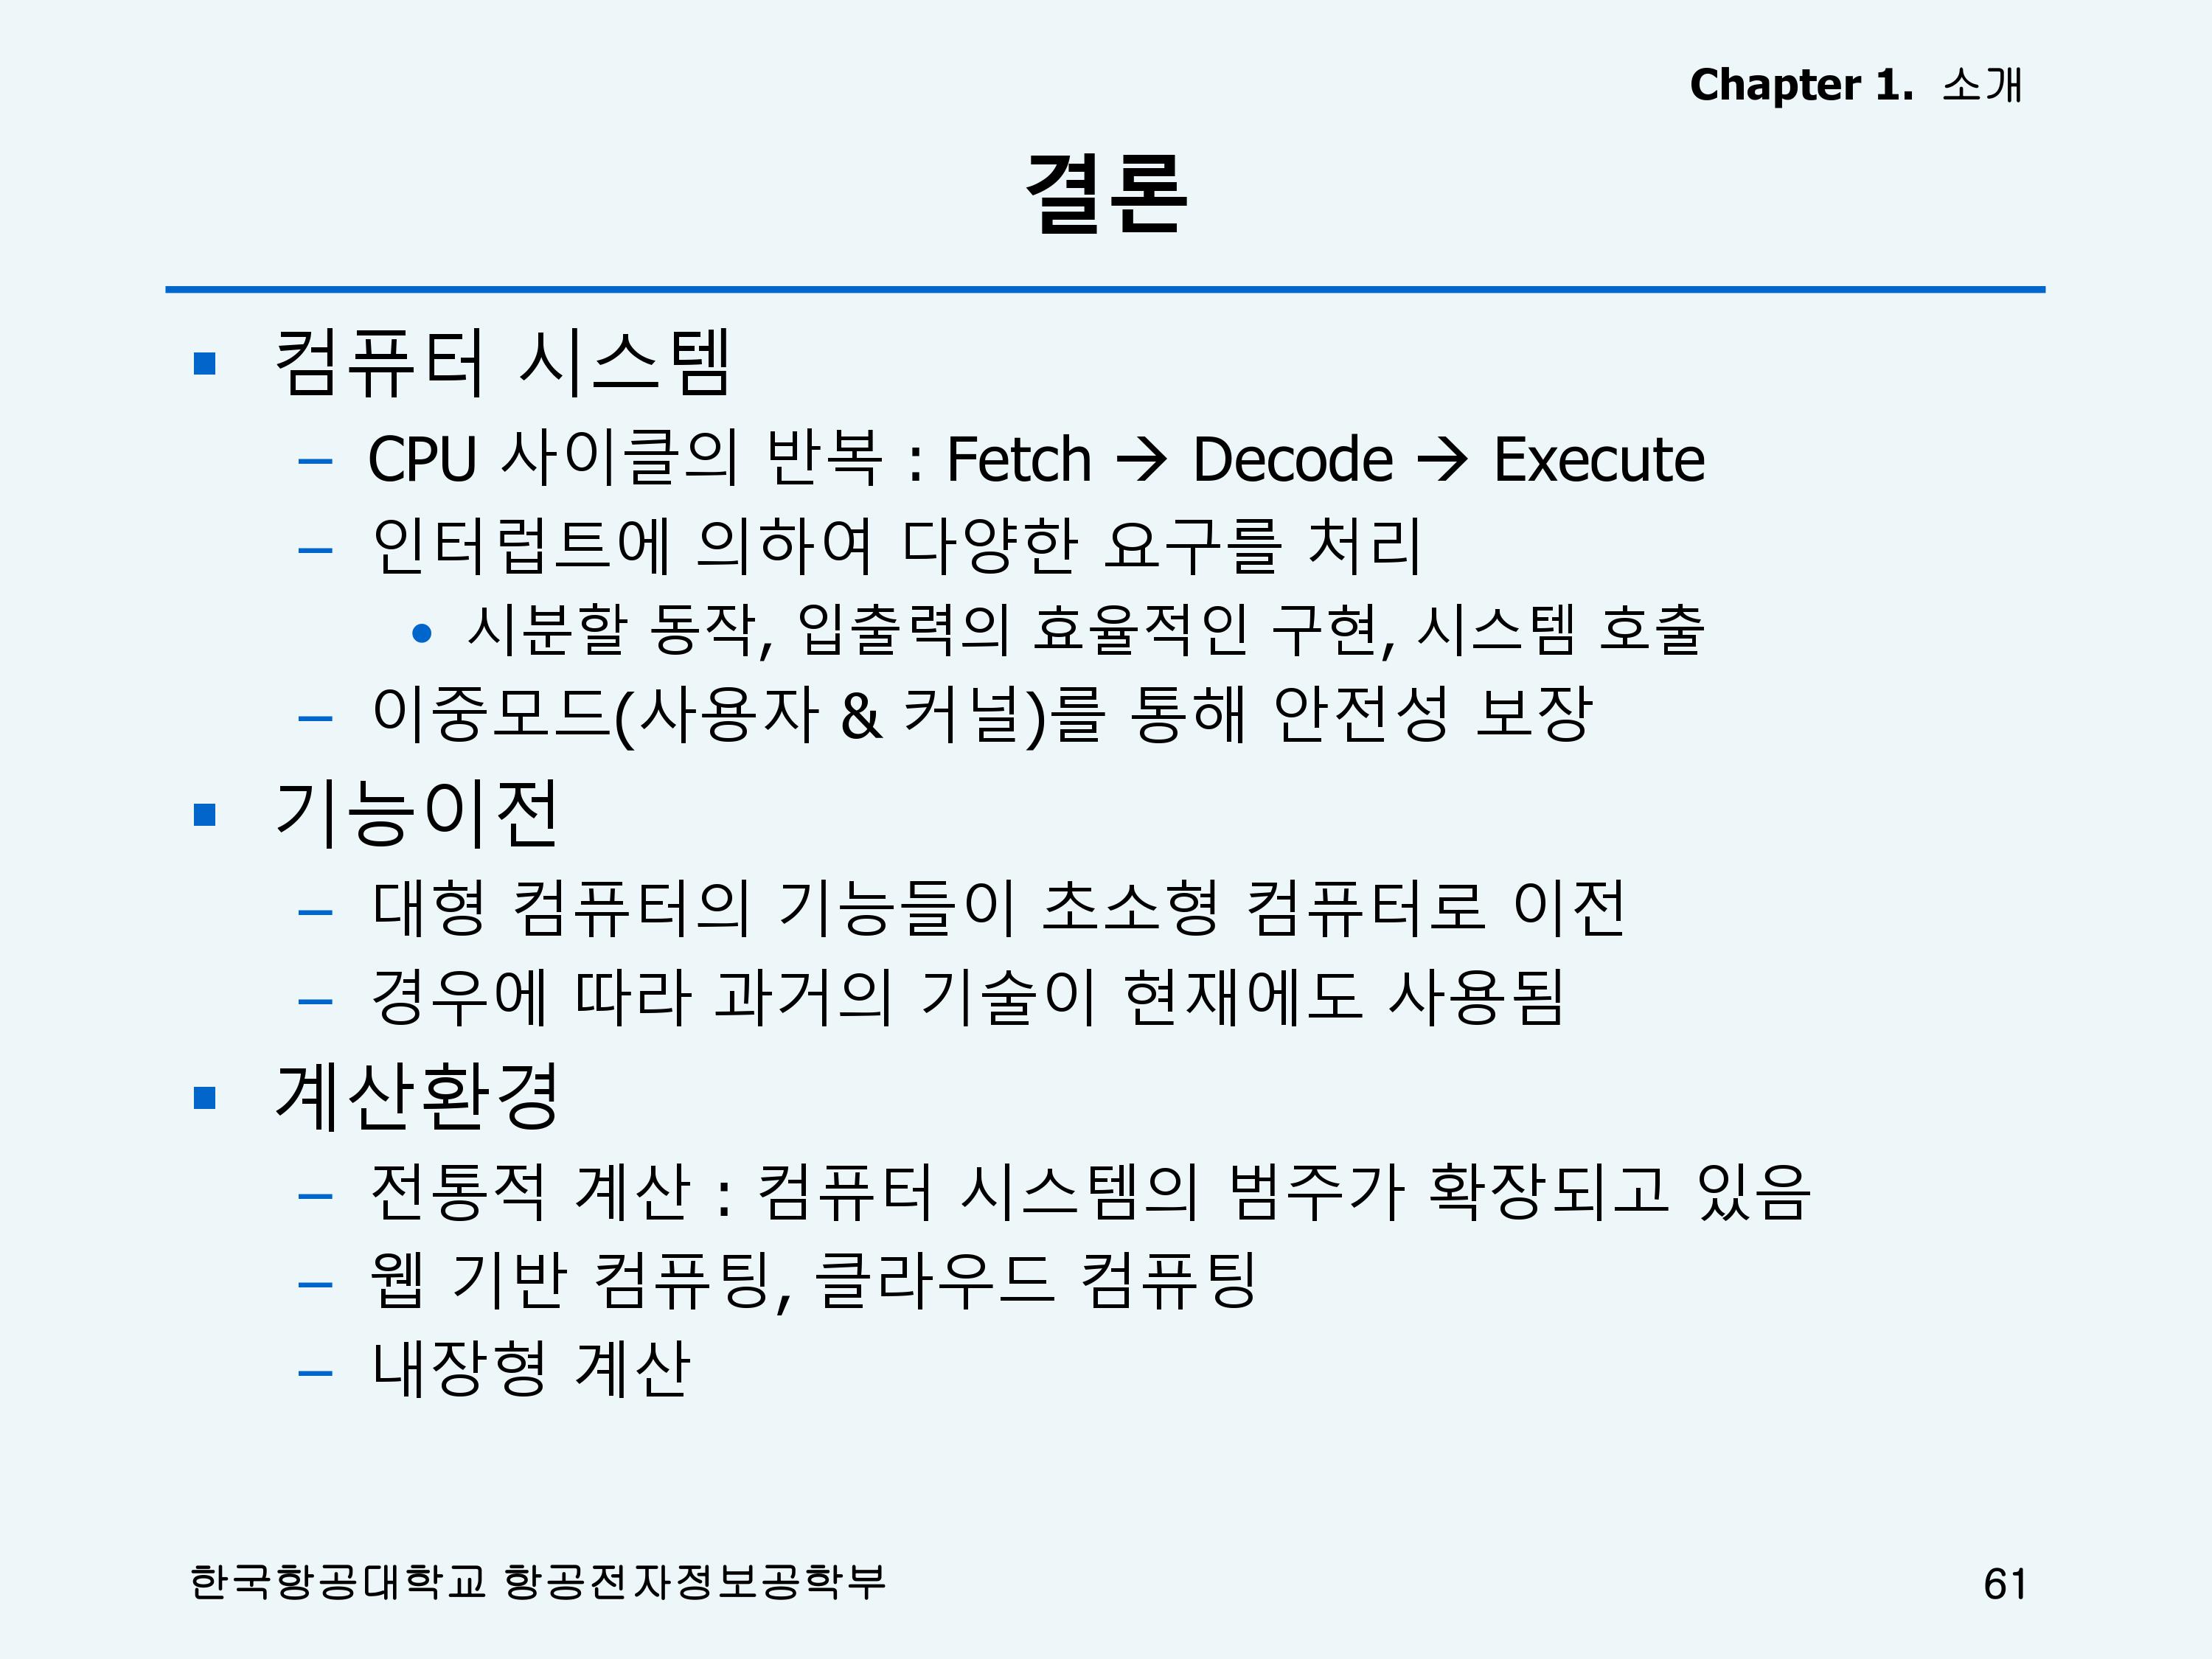 Chapter 1. 소개
결론
▪ 컴퓨터 시스템
– CPU 사이클의 반복 : Fetch → Decode → Execute
– 인터럽트에 의하여 다양한 요구를 처리
• 시분할 동작, 입출력의 효율적인 구현, 시스템 호출
– 이중모드(사용자 & 커널)를 통해 안전성 보장
▪ 기능이전
– 대형 컴퓨터의 기능들이 초소형 컴퓨터로 이전
– 경우에 따라 과거의 기술이 현재에도 사용됨
▪ 계산환경
– 전통적 계산 : 컴퓨터 시스템의 범주가 확장되고 있음
– 웹 기반 컴퓨팅, 클라우드 컴퓨팅
– 내장형 계산
한국항공대학교 항공전자정보공학부
61